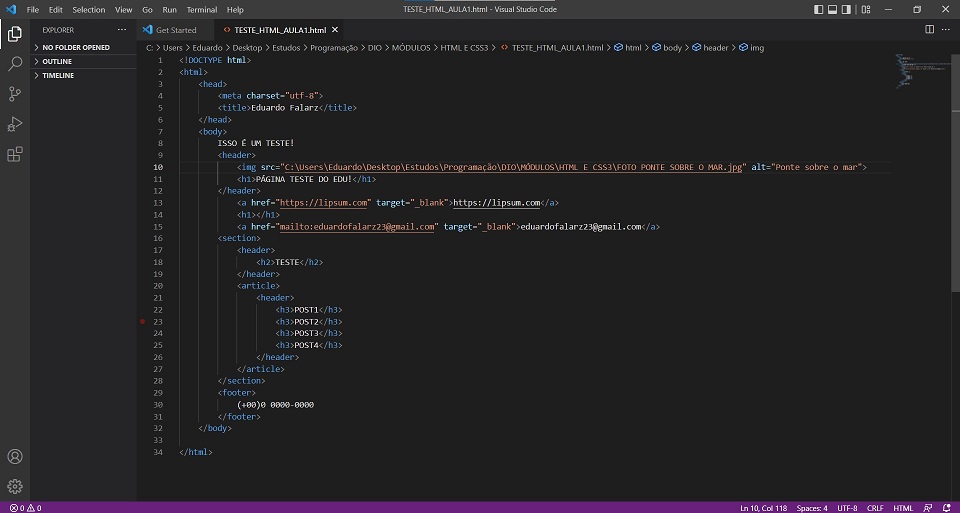 File Edit Selection View Go Run Terminal Help
TESTE_HTML_AULA1.html - Visual Studio Code
EXPLORER
NO FOLDER OPENED
OUTLINE
TIMELINE
Get Started
TESTE_HTML_AULA1.html
C: > Users > Eduardo > Desktop > Estudos > Programação > DIO > MÓDULOS > HTML E CSS3 > TESTE_HTML_AULA1.html > html > body > header > img
1 <!DOCTYPE html>
2 <html>
3 <head>
4 <meta charset="utf-8">
5 <title>Eduardo Falarz</title>
6 </head>
7 <body>
8 ISSO É UM TESTE!
9 <header>
10 <img src="C:\Users\Eduardo\Desktop\Estudos\Programação\DIO\MÓDULOS\HTML E CSS3\FOTO PONTE SOBRE O MAR.jpg" alt="Ponte sobre o mar">
11 <h1>PÁGINA TESTE DO EDU!</h1>
12 </header>
13 <a href="https://lipsum.com" target="_blank">https://lipsum.com</a>
14 <h1></h1>
15 <a href="mailto:eduardofalarz23@gmail.com" target="_blank">eduardofalarz23@gmail.com</a>
16 <section>
17 <header>
18 <h2>TESTE</h2>
19 </header>
20 <article>
21 <header>
22 <h3>POST1</h3>
23 <h3>POST2</h3>
24 <h3>POST3</h3>
25 <h3>POST4</h3>
26 </header>
27 </article>
28 </section>
29 <footer>
30 (+00)0 0000-0000
31 </footer>
32 </body>
33
34 </html>
0 0
Ln 10, Col 118 Spaces: 4 UTF-8 CRLF HTML